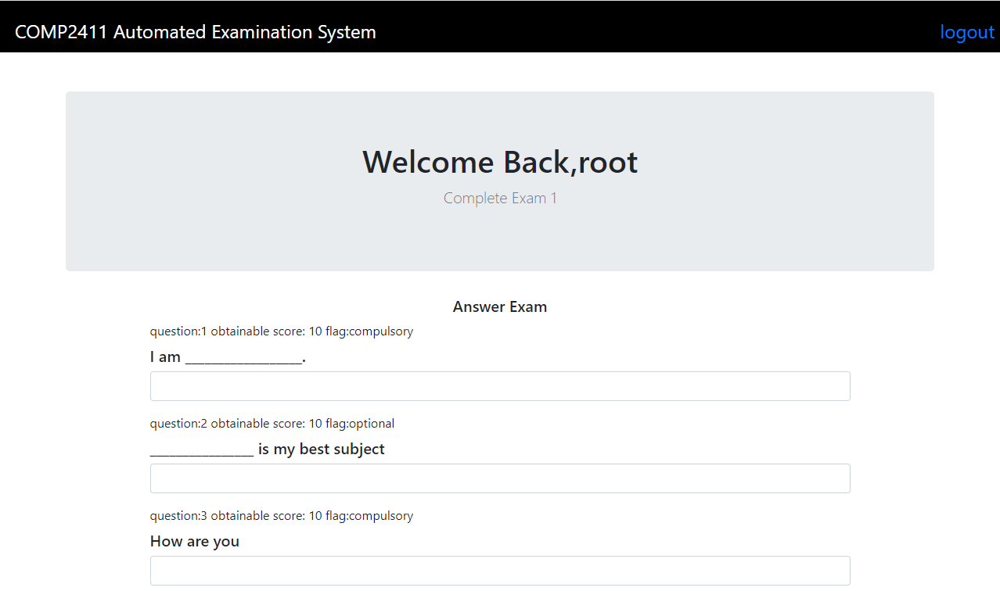 COMP2411 Automated Examination System
logout
Welcome Back,root
Complete Exam 1
Answer Exam
question:1 obtainable score: 10 flag:compulsory
I am __________________.
question:2 obtainable score: 10 flag:optional
________________ is my best subject
question:3 obtainable score: 10 flag:compulsory
How are you